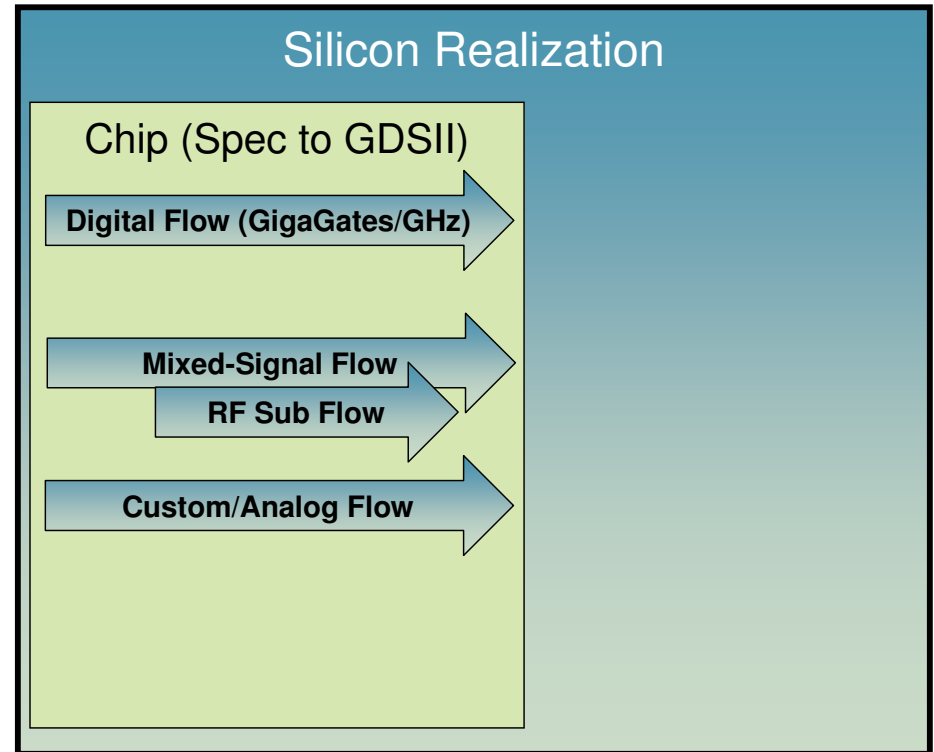 Silicon Realization
Chip (Spec to GDSII)
Digital Flow (GigaGates/GHz)
Mixed-Signal Flow
RF Sub Flow
Custom/Analog Flow